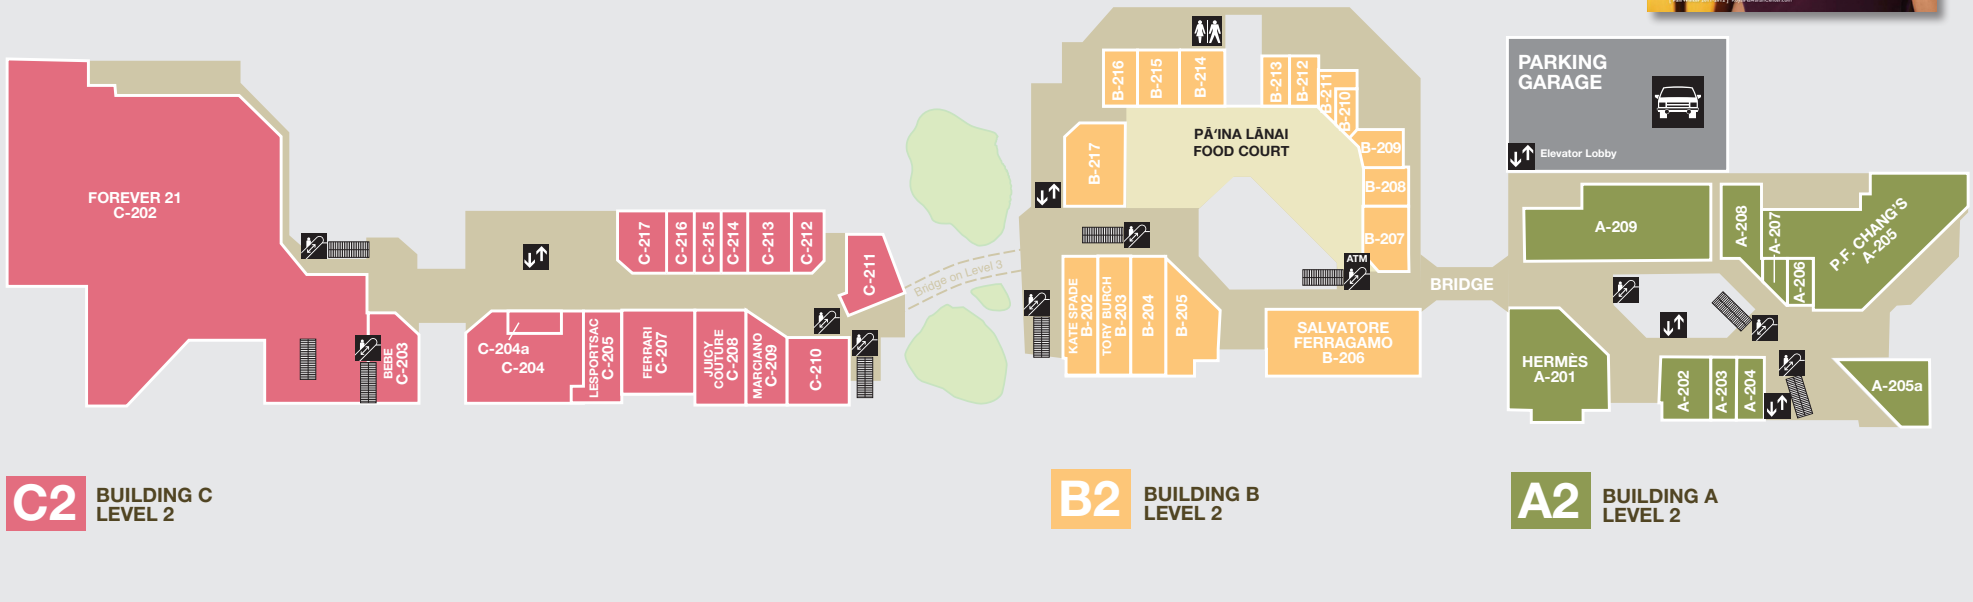 FOREVER 21
C-202
BEBE
C-203
C-204a
C-204
LESPORTSAC
C-205
FERRARI
C-207
JUICY
COUTURE
C-208
MARCIANO
C-209
C-210
C-217
C-216
C-215
C-214
C-213
C-212
C-211
Bridge on Level 3
B-216
B-215
B-214
B-213
B-212
B-211
B-210
B-209
B-208
B-207
B-217
PĀ‘INA LĀNAI
FOOD COURT
ATM
KATE SPADE
B-202
TORY BURCH
B-203
B-204
B-205
SALVATORE
FERRAGAMO
B-206
BRIDGE
PARKING
GARAGE
Elevator Lobby
A-209
A-208
A-207
A-206
P.F. CHANG'S
A-205
HERMÈS
A-201
A-202
A-203
A-204
A-205a
C2
BUILDING C
LEVEL 2
B2
BUILDING B
LEVEL 2
A2
BUILDING A
LEVEL 2